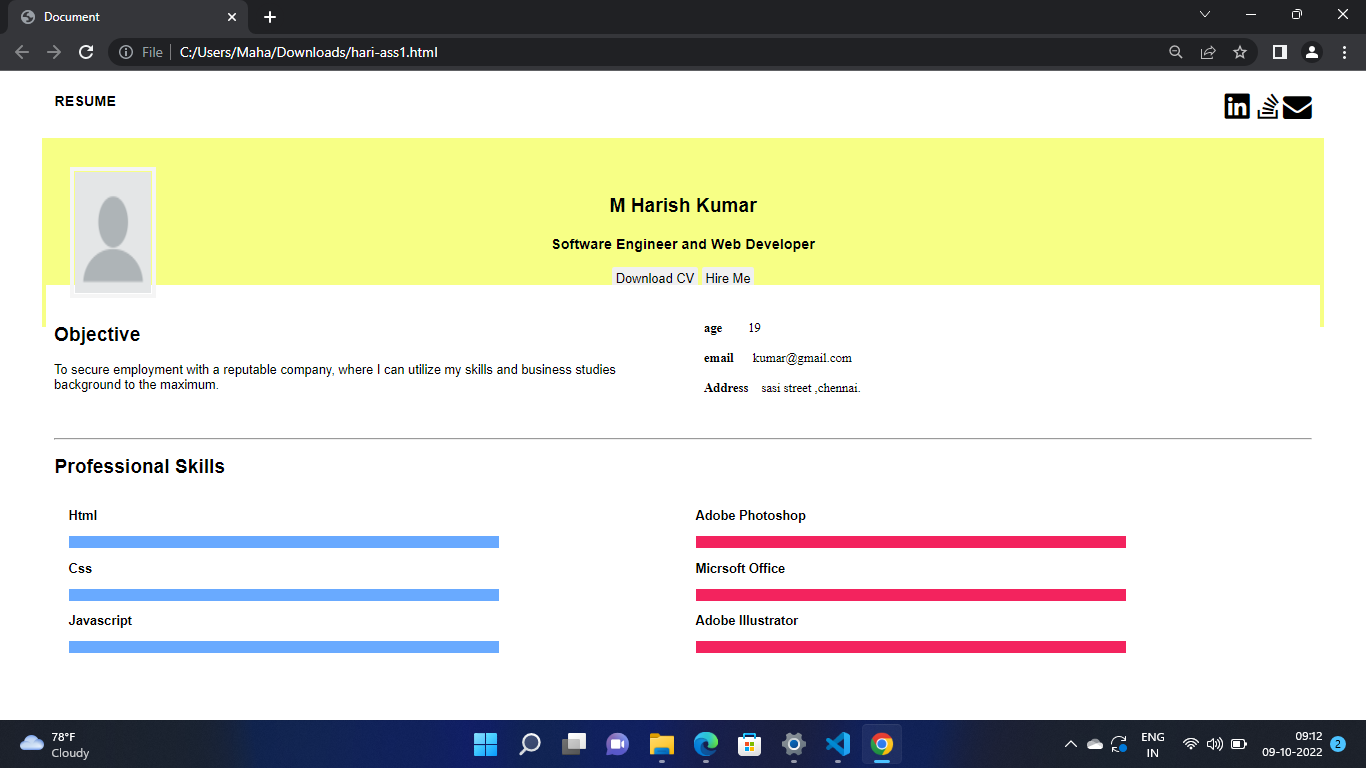 Document
File C:/Users/Maha/Downloads/hari-ass1.html
RESUME
in
M Harish Kumar
Software Engineer and Web Developer
Download CV Hire Me
Objective
To secure employment with a reputable company, where I can utilize my skills and business studies
background to the maximum.
age 19
email kumar@gmail.com
Address sasi street ,chennai.
Professional Skills
Html
Css
Javascript
Adobe Photoshop
Micrsoft Office
Adobe Illustrator
78°F
Cloudy
ENG
IN
09:12
09-10-2022
2